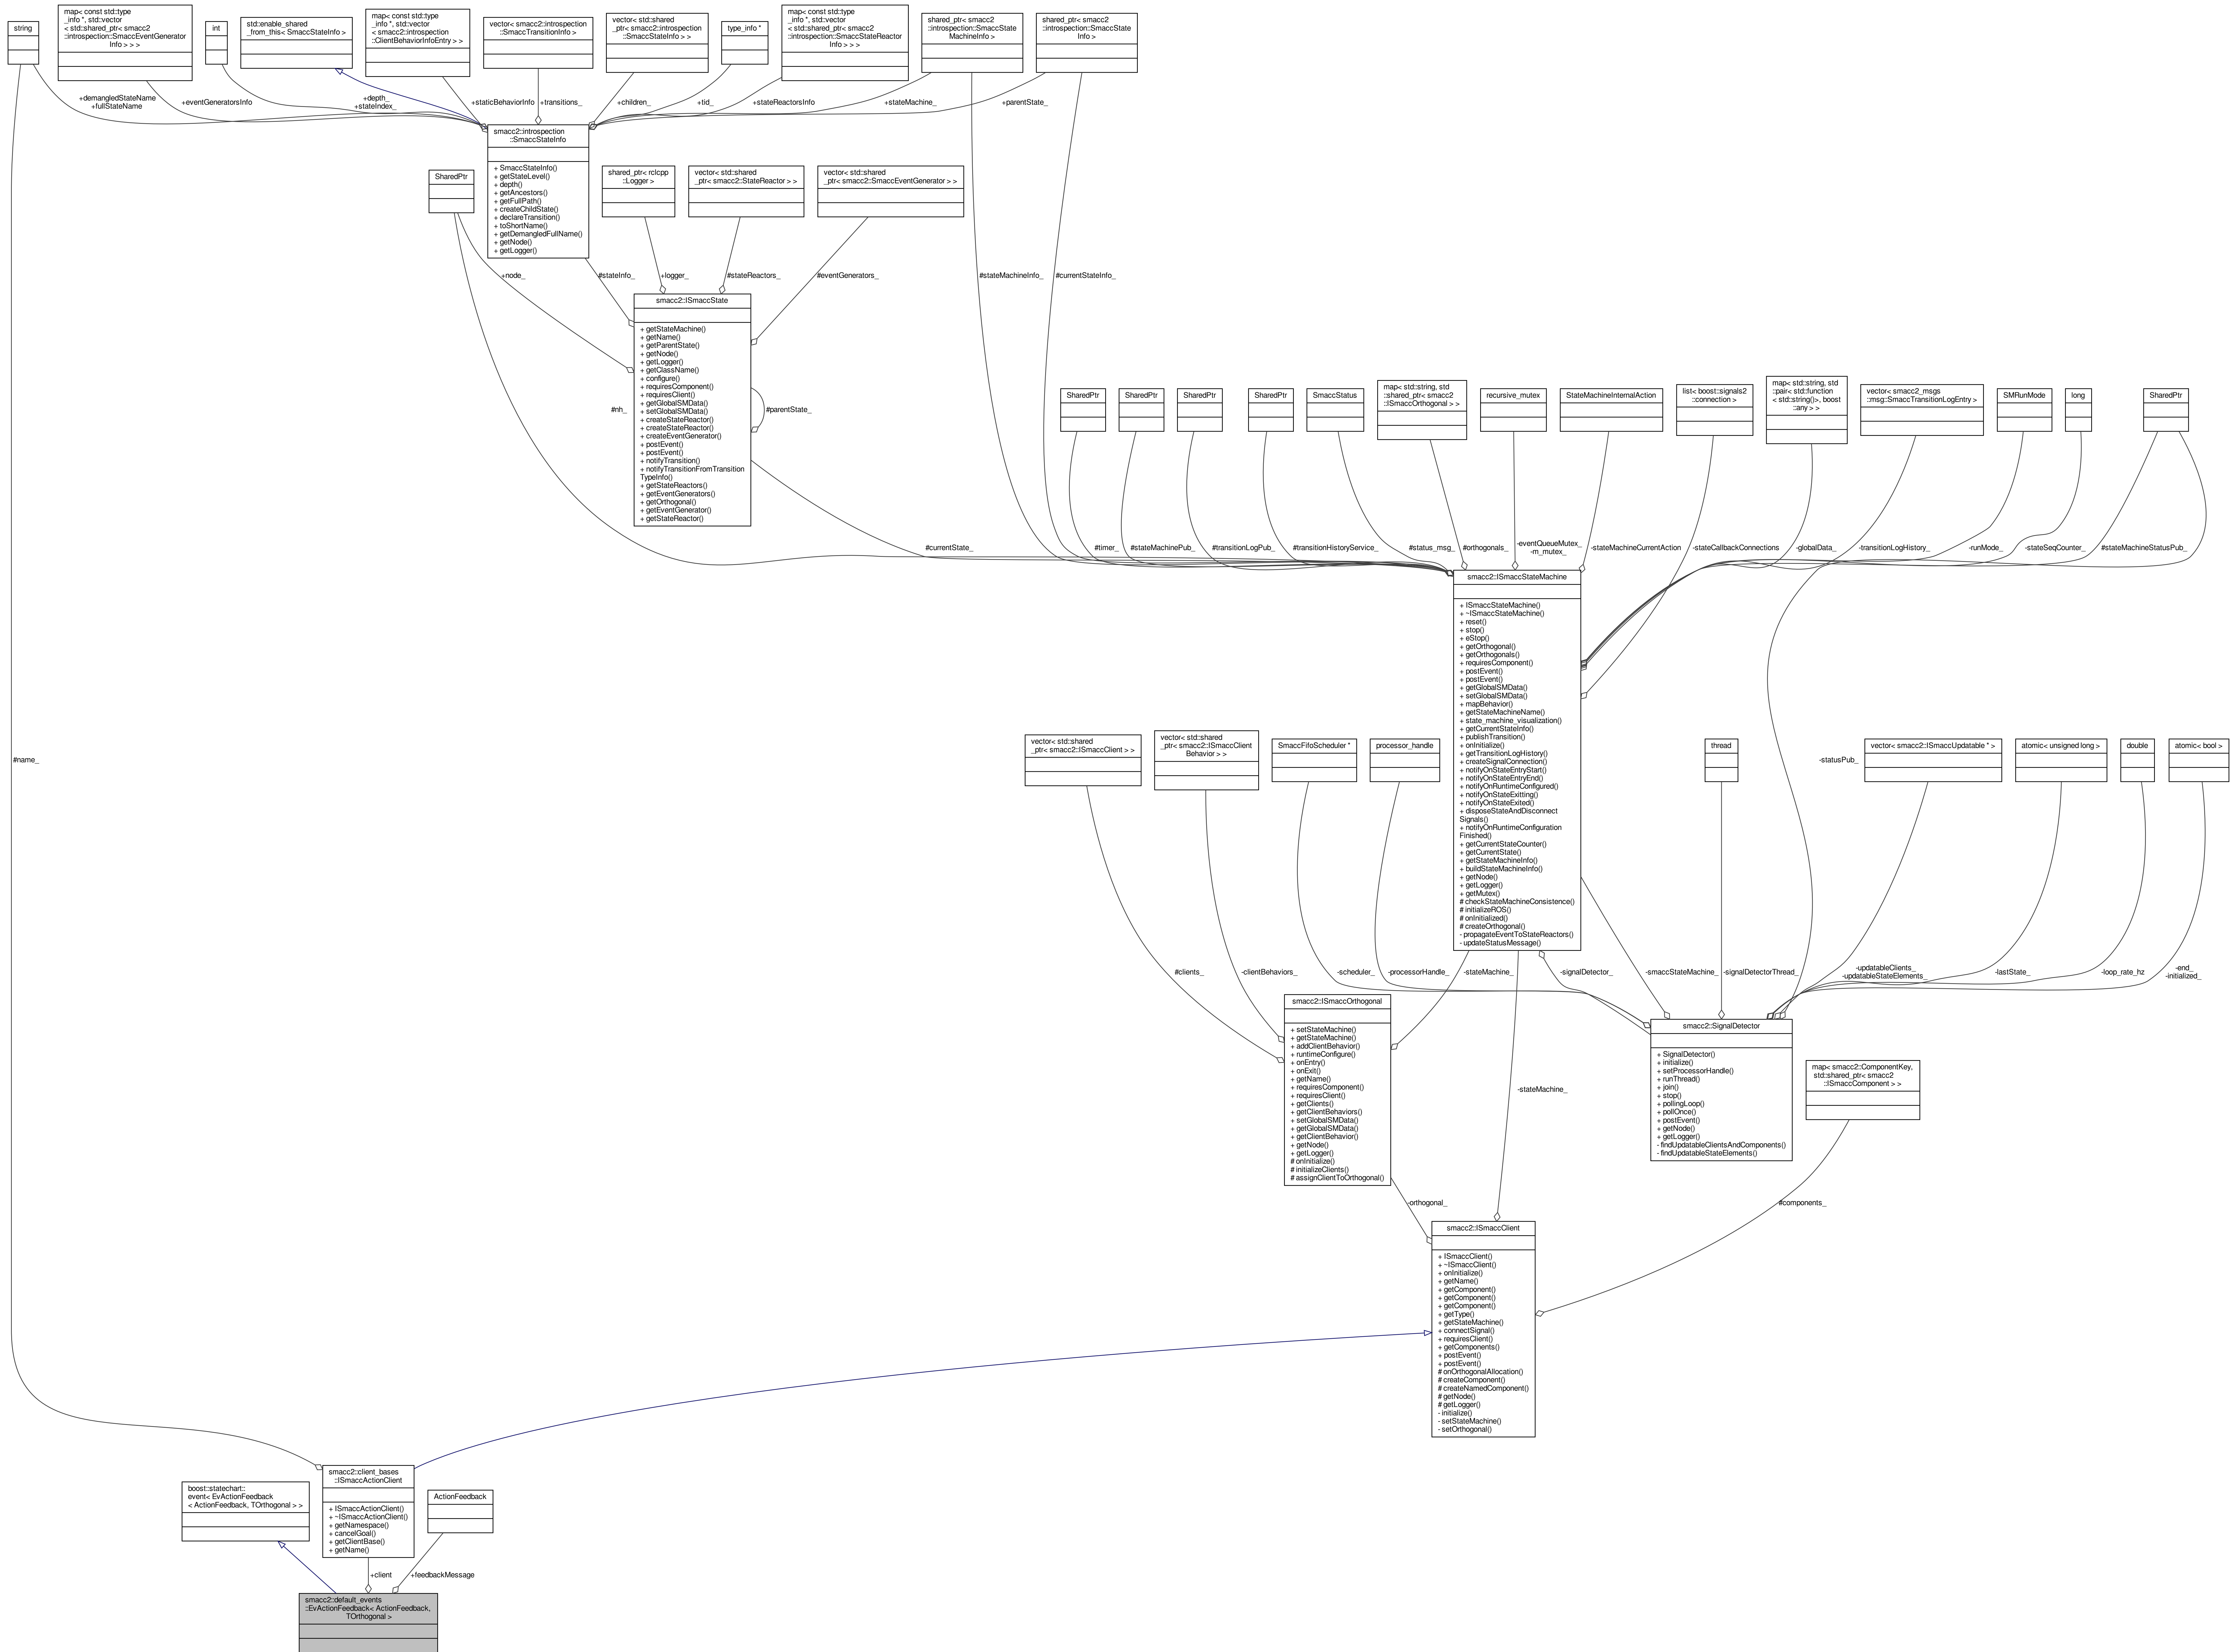 string
map< const std::type
_info *, std::vector
< std::shared_ptr< smacc2
::introspection::SmaccEventGenerator
Info > > >
int
std::enable_shared
_from_this< SmaccStateInfo >
map< const std::type
_info *, std::vector
< smacc2::introspection
::ClientBehaviorInfoEntry > >
vector< smacc2::introspection
::SmaccTransitionInfo >
vector< std::shared
_ptr< smacc2::introspection
::SmaccStateInfo > >
type_info *
map< const std::type
_info *, std::vector
< std::shared_ptr< smacc2
::introspection::SmaccStateReactor
Info > > >
shared_ptr< smacc2
::introspection::SmaccState
MachineInfo >
shared_ptr< smacc2
::introspection::SmaccState
Info >
+demangledStateName
+fullStateName
+eventGeneratorsInfo
+depth_
+stateIndex_
+staticBehaviorInfo
+transitions_
+children_
+tid_
+stateReactorsInfo
+stateMachine_
+parentState_
smacc2::introspection
::SmaccStateInfo
+ SmaccStateInfo()
+ getStateLevel()
+ depth()
+ getAncestors()
+ getFullPath()
+ createChildState()
+ declareTransition()
+ toShortName()
+ getDemangledFullName()
+ getNode()
+ getLogger()
SharedPtr
shared_ptr< rclcpp
::Logger >
vector< std::shared
_ptr< smacc2::StateReactor > >
vector< std::shared
_ptr< smacc2::SmaccEventGenerator > >
+node_
#stateInfo_
+logger_
#stateReactors_
#eventGenerators_
#stateMachineInfo_
#currentStateInfo_
smacc2::ISmaccState
+ getStateMachine()
+ getName()
+ getParentState()
+ getNode()
+ getLogger()
+ getClassName()
+ configure()
+ requiresComponent()
+ requiresClient()
+ getGlobalSMData()
+ setGlobalSMData()
+ createStateReactor()
+ createStateReactor()
+ createEventGenerator()
+ postEvent()
+ postEvent()
+ notifyTransition()
+ notifyTransitionFromTransition
TypeInfo()
+ getStateReactors()
+ getEventGenerators()
+ getOrthogonal()
+ getEventGenerator()
+ getStateReactor()
#nh_
#parentState_
SharedPtr
SharedPtr
SharedPtr
SharedPtr
SmaccStatus
map< std::string, std
::shared_ptr< smacc2
::ISmaccOrthogonal > >
recursive_mutex
StateMachineInternalAction
list< boost::signals2
::connection >
map< std::string, std
::pair< std::function
< std::string()>, boost
::any > >
vector< smacc2_msgs
::msg::SmaccTransitionLogEntry >
SMRunMode
long
SharedPtr
#currentState_
#timer_
#stateMachinePub_
#transitionLogPub_
#transitionHistoryService_
#status_msg_
#orthogonals_
-eventQueueMutex_
-m_mutex_
-stateMachineCurrentAction
-stateCallbackConnections
-globalData_
-transitionLogHistory_
-runMode_
-stateSeqCounter_
#stateMachineStatusPub_
smacc2::ISmaccStateMachine
+ ISmaccStateMachine()
+ ~ISmaccStateMachine()
+ reset()
+ stop()
+ eStop()
+ getOrthogonal()
+ getOrthogonals()
+ requiresComponent()
+ postEvent()
+ postEvent()
+ getGlobalSMData()
+ setGlobalSMData()
+ mapBehavior()
+ getStateMachineName()
+ state_machine_visualization()
+ getCurrentStateInfo()
+ publishTransition()
+ onInitialize()
+ getTransitionLogHistory()
+ createSignalConnection()
+ notifyOnStateEntryStart()
+ notifyOnStateEntryEnd()
+ notifyOnRuntimeConfigured()
+ notifyOnStateExitting()
+ notifyOnStateExited()
+ disposeStateAndDisconnect
Signals()
+ notifyOnRuntimeConfiguration
Finished()
+ getCurrentStateCounter()
+ getCurrentState()
+ getStateMachineInfo()
+ buildStateMachineInfo()
+ getNode()
+ getLogger()
+ getMutex()
# checkStateMachineConsistence()
# initializeROS()
# onInitialized()
# createOrthogonal()
- propagateEventToStateReactors()
- updateStatusMessage()
#name_
vector< std::shared
_ptr< smacc2::ISmaccClient > >
vector< std::shared
_ptr< smacc2::ISmaccClient
Behavior > >
SmaccFifoScheduler *
processor_handle
thread
-statusPub_
vector< smacc2::ISmaccUpdatable * >
atomic< unsigned long >
double
atomic< bool >
#clients_
-clientBehaviors_
-scheduler_
-processorHandle_
-stateMachine_
-signalDetector_
-smaccStateMachine_
-signalDetectorThread_
-updatableClients_
-updatableStateElements_
-lastState_
-loop_rate_hz
-end_
-initialized_
smacc2::ISmaccOrthogonal
+ setStateMachine()
+ getStateMachine()
+ addClientBehavior()
+ runtimeConfigure()
+ onEntry()
+ onExit()
+ getName()
+ requiresComponent()
+ requiresClient()
+ getClients()
+ getClientBehaviors()
+ setGlobalSMData()
+ getGlobalSMData()
+ getClientBehavior()
+ getNode()
+ getLogger()
# onInitialize()
# initializeClients()
# assignClientToOrthogonal()
-stateMachine_
smacc2::SignalDetector
+ SignalDetector()
+ initialize()
+ setProcessorHandle()
+ runThread()
+ join()
+ stop()
+ pollingLoop()
+ pollOnce()
+ postEvent()
+ getNode()
+ getLogger()
- findUpdatableClientsAndComponents()
- findUpdatableStateElements()
map< smacc2::ComponentKey,
std::shared_ptr< smacc2
::ISmaccComponent > >
-orthogonal_
#components_
smacc2::ISmaccClient
+ ISmaccClient()
+ ~ISmaccClient()
+ onInitialize()
+ getName()
+ getComponent()
+ getComponent()
+ getComponent()
+ getType()
+ getStateMachine()
+ connectSignal()
+ requiresClient()
+ getComponents()
+ postEvent()
+ postEvent()
# onOrthogonalAllocation()
# createComponent()
# createNamedComponent()
# getNode()
# getLogger()
- initialize()
- setStateMachine()
- setOrthogonal()
boost::statechart::
event< EvActionFeedback
< ActionFeedback, TOrthogonal > >
smacc2::client_bases
::ISmaccActionClient
+ ISmaccActionClient()
+ ~ISmaccActionClient()
+ getNamespace()
+ cancelGoal()
+ getClientBase()
+ getName()
ActionFeedback
+client
+feedbackMessage
smacc2::default_events
::EvActionFeedback< ActionFeedback,
TOrthogonal >